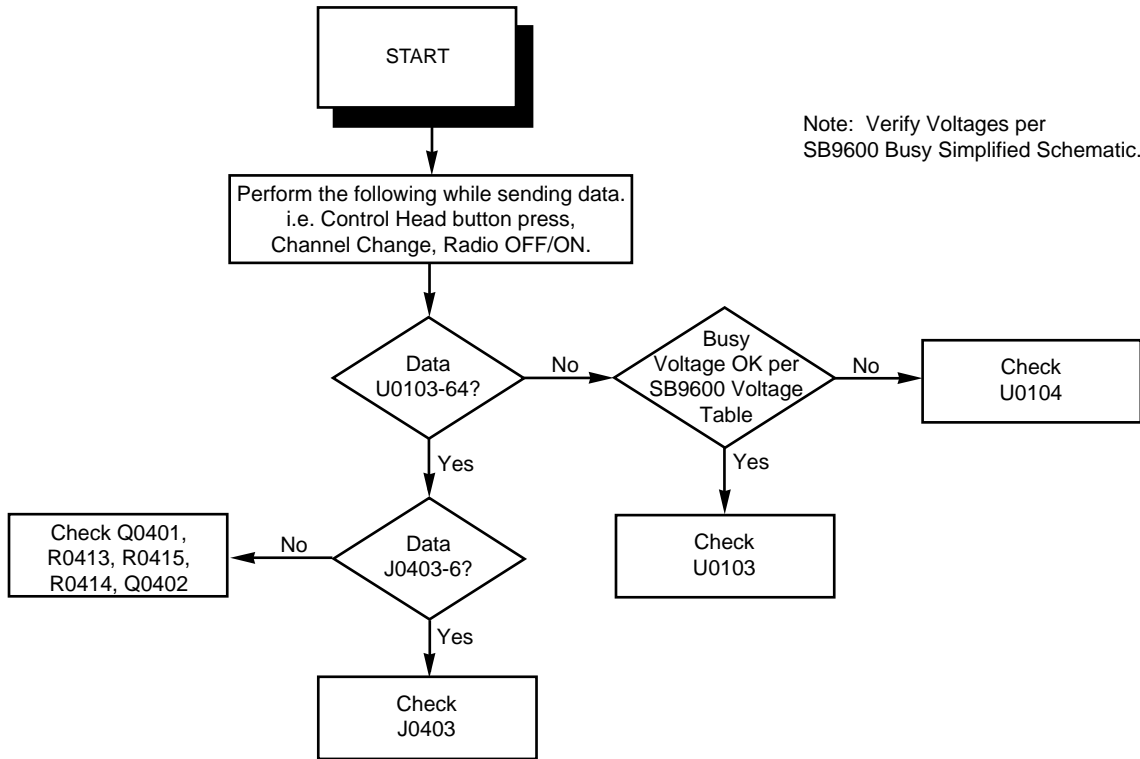 START
Note: Verify Voltages per
SB9600 Busy Simplified Schematic.
Perform the following while sending data.
i.e. Control Head button press,
Channel Change, Radio OFF/ON.
Data
U0103-64?
No
Busy
Voltage OK per
SB9600 Voltage
Table
No
Check
U0104
Yes
Yes
Check Q0401,
R0413, R0415,
R0414, Q0402
No
Data
J0403-6?
Check
U0103
Yes
Check
J0403